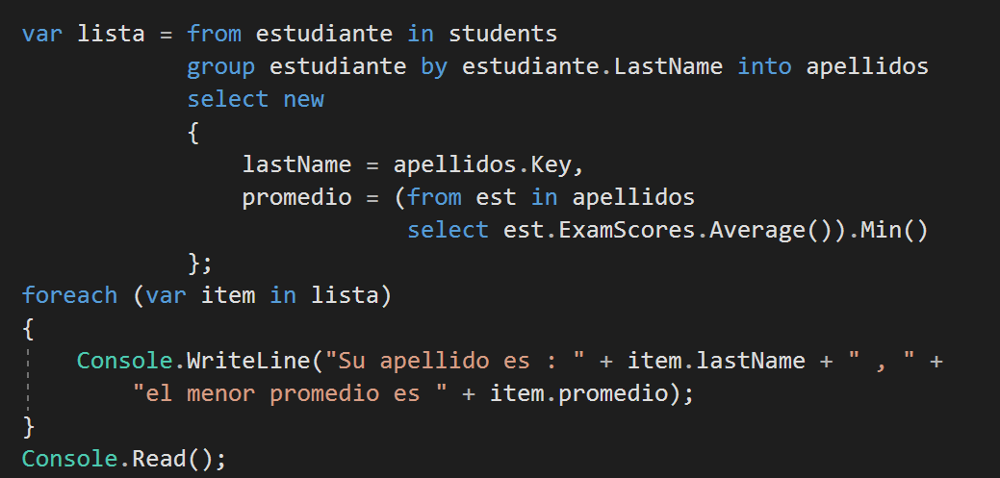 var lista = from estudiante in students
group estudiante by estudiante.LastName into apellidos
select new
{
lastName = apellidos.Key,
promedio = (from est in apellidos
select est.ExamScores.Average()).Min()
};
foreach (var item in lista)
{
Console.WriteLine("Su apellido es : " + item.lastName + " , " +
"el menor promedio es " + item.promedio);
}
Console.Read();